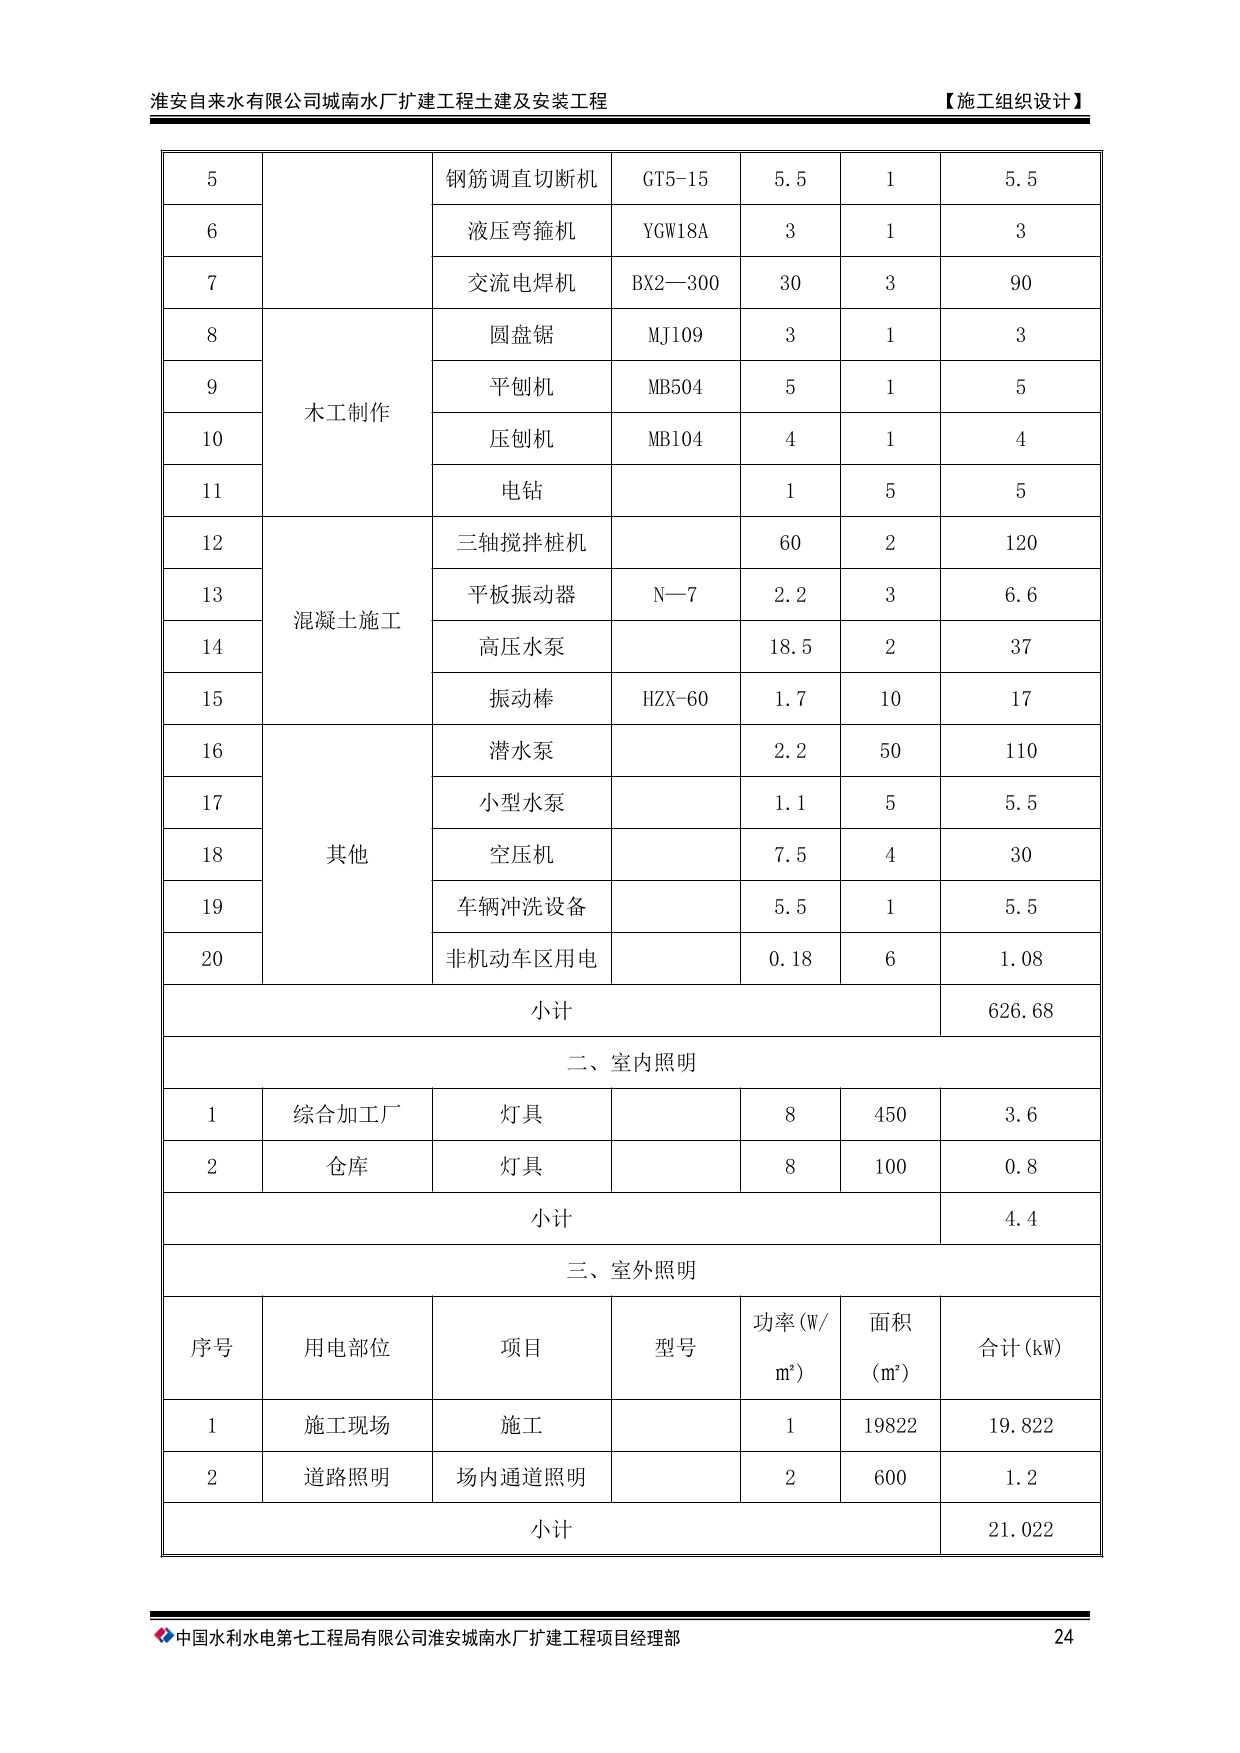 淮安自来水有限公司城南水厂扩建工程土建及安装工程 【施工组织设计】
5 钢筋调直切断机 GT5-15 5.5 1 5.5
6 液压弯箍机 YGW18A 3 1 3
7 交流电焊机 BX2—300 30 3 90
8 圆盘锯 MJl09 3 1 3
9 平刨机 MB504 5 1 5
木工制作
10 压刨机 MBl04 4 1 4
11 电钻 1 5 5
12 三轴搅拌桩机 60 2 120
13 平板振动器 N—7 2.2 3 6.6
混凝土施工
14 高压水泵 18.5 2 37
15 振动棒 HZX-60 1.7 10 17
16 潜水泵 2.2 50 110
17 小型水泵 1.1 5 5.5
18 其他 空压机 7.5 4 30
19 车辆冲洗设备 5.5 1 5.5
20 非机动车区用电 0.18 6 1.08
小计 626.68
二、室内照明
1 综合加工厂 灯具 8 450 3.6
2 仓库 灯具 8 100 0.8
小计 4.4
三、室外照明
序号 用电部位 项目 型号 功率(W/ 面积 合计(kW)
㎡) (㎡)
1 施工现场 施工 1 19822 19.822
2 道路照明 场内通道照明 2 600 1.2
小计 21.022
中国水利水电第七工程局有限公司淮安城南水厂扩建工程项目经理部 24